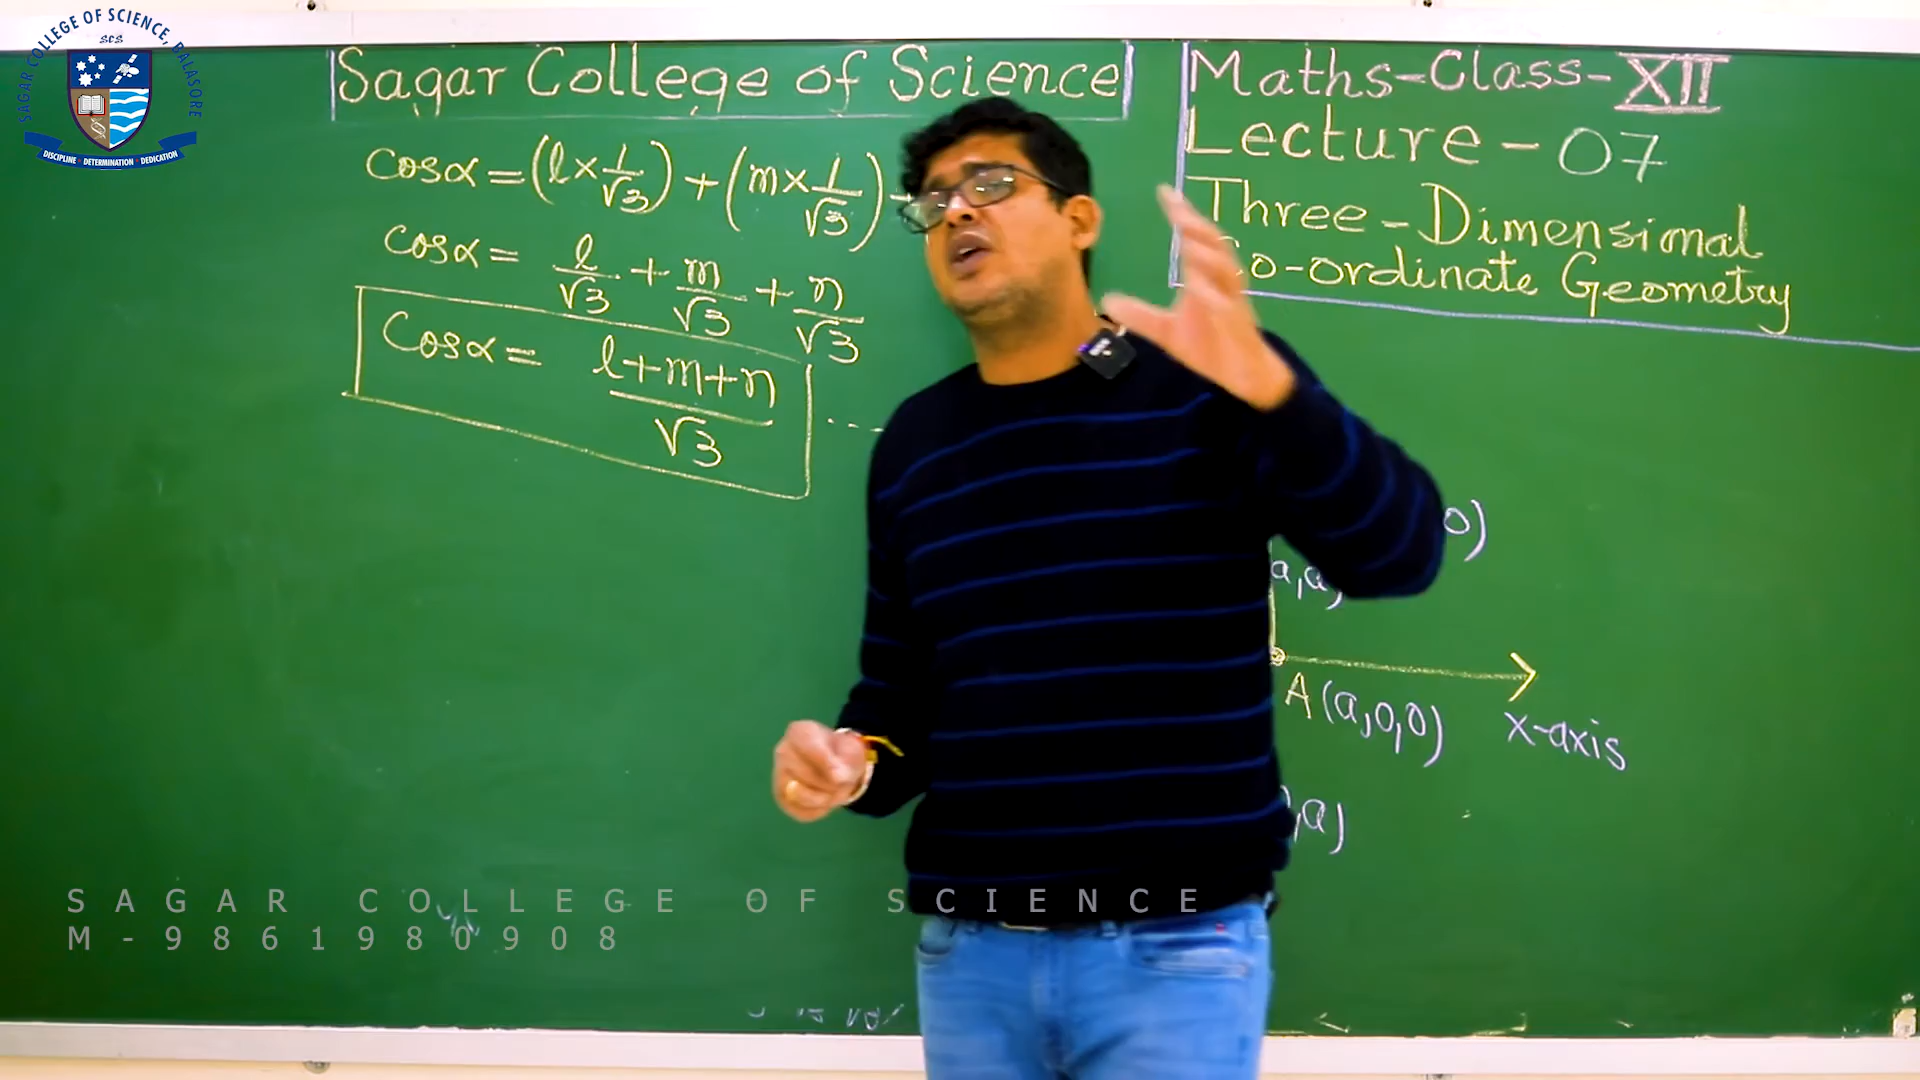 SAGAR COLLEGE OF SCIENCE, BALASORE
SCS
DISCIPLINE DETERMINATION DEDICATION
Sagar College of Science
Maths-Class-XII
Lecture - 07
Three-Dimensional
Co-ordinate Geometry
Cosα = (l×1/√3) + (m×1/√3) +
Cosα = l/√3 + m/√3 + n/√3
Cosα = l+m+n/√3 ....
0)
a,a)
A(a,0,0)
x-axis
,a)
SAGAR COLLEGE OF SCIENCE
M-9861980908